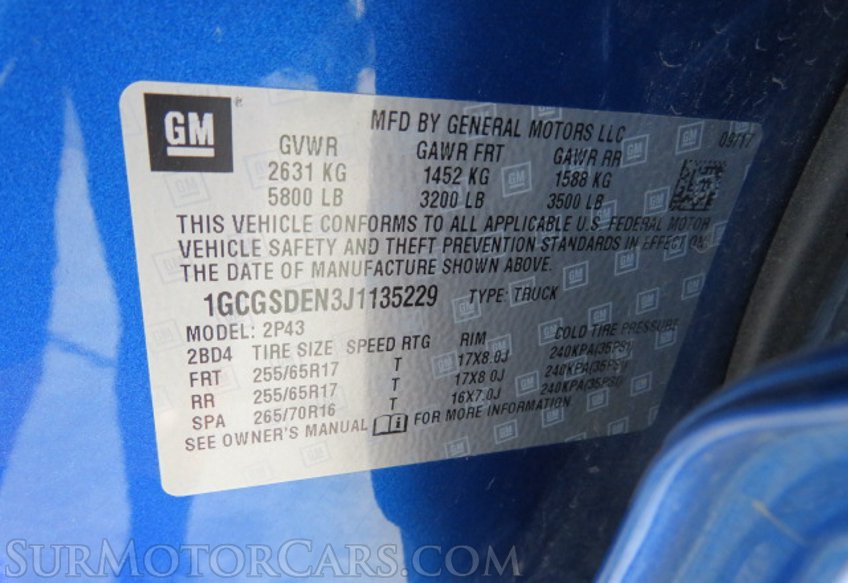 GM
MFD BY GENERAL MOTORS LLC 09/17
GVWR GAWR FRT GAWR RR
2631 KG 1452 KG 1588 KG
5800 LB 3200 LB 3500 LB
THIS VEHICLE CONFORMS TO ALL APPLICABLE U.S. FEDERAL MOTOR
VEHICLE SAFETY AND THEFT PREVENTION STANDARDS IN EFFECT ON
THE DATE OF MANUFACTURE SHOWN ABOVE.
1GCGSDEN3J1135229 TYPE: TRUCK
MODEL: 2P43
2BD4 TIRE SIZE SPEED RTG RIM COLD TIRE PRESSURE
FRT 255/65R17 T 17X8.0J 240KPA(35PSI)
RR 255/65R17 T 17X8.0J 240KPA(35PSI)
SPA 265/70R16 T 16X7.0J 240KPA(35PSI)
SEE OWNER'S MANUAL FOR MORE INFORMATION
SURMOTORCARS.COM